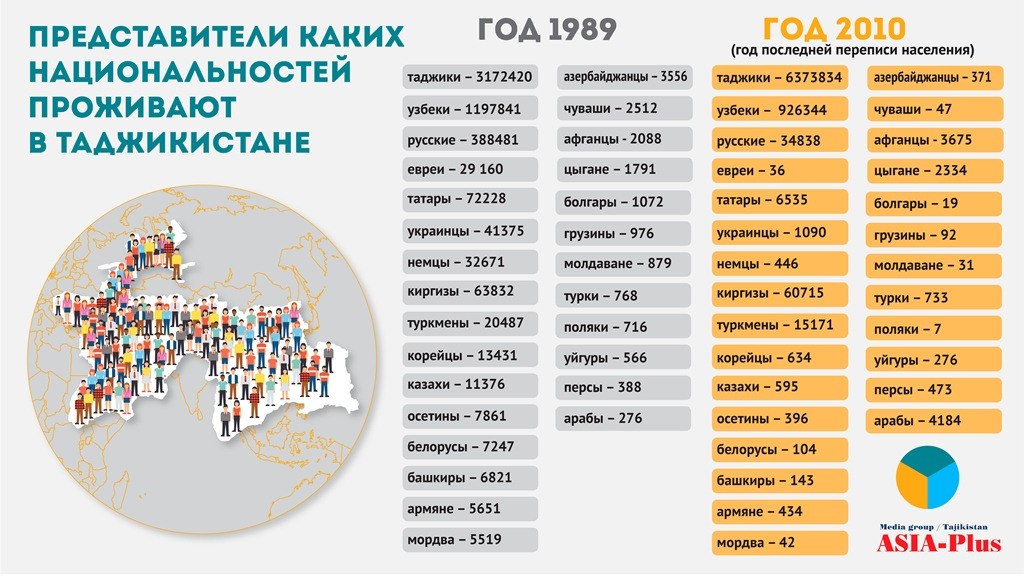 ПРЕДСТАВИТЕЛИ КАКИХ
НАЦИОНАЛЬНОСТЕЙ
ПРОЖИВАЮТ
В ТАДЖИКИСТАНЕ
ГОД 1989
таджики – 3172420
узбеки – 1197841
русские – 388481
евреи – 29 160
татары – 72228
украинцы – 41375
немцы – 32671
киргизы – 63832
туркмены – 20487
корейцы – 13431
казахи – 11376
осетины – 7861
белорусы – 7247
башкиры – 6821
армяне – 5651
мордва – 5519
азербайджанцы – 3556
чуваши – 2512
афганцы - 2088
цыгане – 1791
болгары – 1072
грузины – 976
молдаване – 879
турки – 768
поляки – 716
уйгуры – 566
персы – 388
арабы – 276
ГОД 2010
(год последней переписи населения)
таджики – 6373834
узбеки – 926344
русские – 34838
евреи – 36
татары – 6535
украинцы – 1090
немцы – 446
киргизы – 60715
туркмены – 15171
корейцы – 634
казахи – 595
осетины – 396
белорусы – 104
башкиры – 143
армяне – 434
мордва – 42
азербайджанцы – 371
чуваши – 47
афганцы - 3675
цыгане – 2334
болгары – 19
грузины – 92
молдаване – 31
турки – 733
поляки – 7
уйгуры – 276
персы – 473
арабы – 4184
Media group / Tajikistan
ASIA-Plus